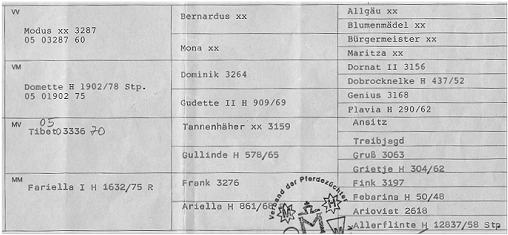 VV
Modus xx 3287
05 03287 60
Bernardus xx
Mona xx
Allgäu xx
Blumenmädel xx
Bürgermeister xx
Maritza xx
VM
Domette H 1902/78 Stp.
05 01902 75
Dominik 3264
Gudette II H 909/69
Dornat II 3156
Dobrocknelke H 437/52
Genius 3168
Flavia H 290/62
MV
05
Tibet 03336 70
Tannenhäher xx 3159
Gullinde H 578/65
Ansitz
Treibjagd
Gruß 3063
Grietje H 304/62
MM
Fariella I H 1632/75 R
Frank 3276
Ariella H 861/68
Fink 3197
Febarina H 50/48
Ariovist 2618
Allerflinte H 12837/58 Stp
Verband der Pferdezüchter